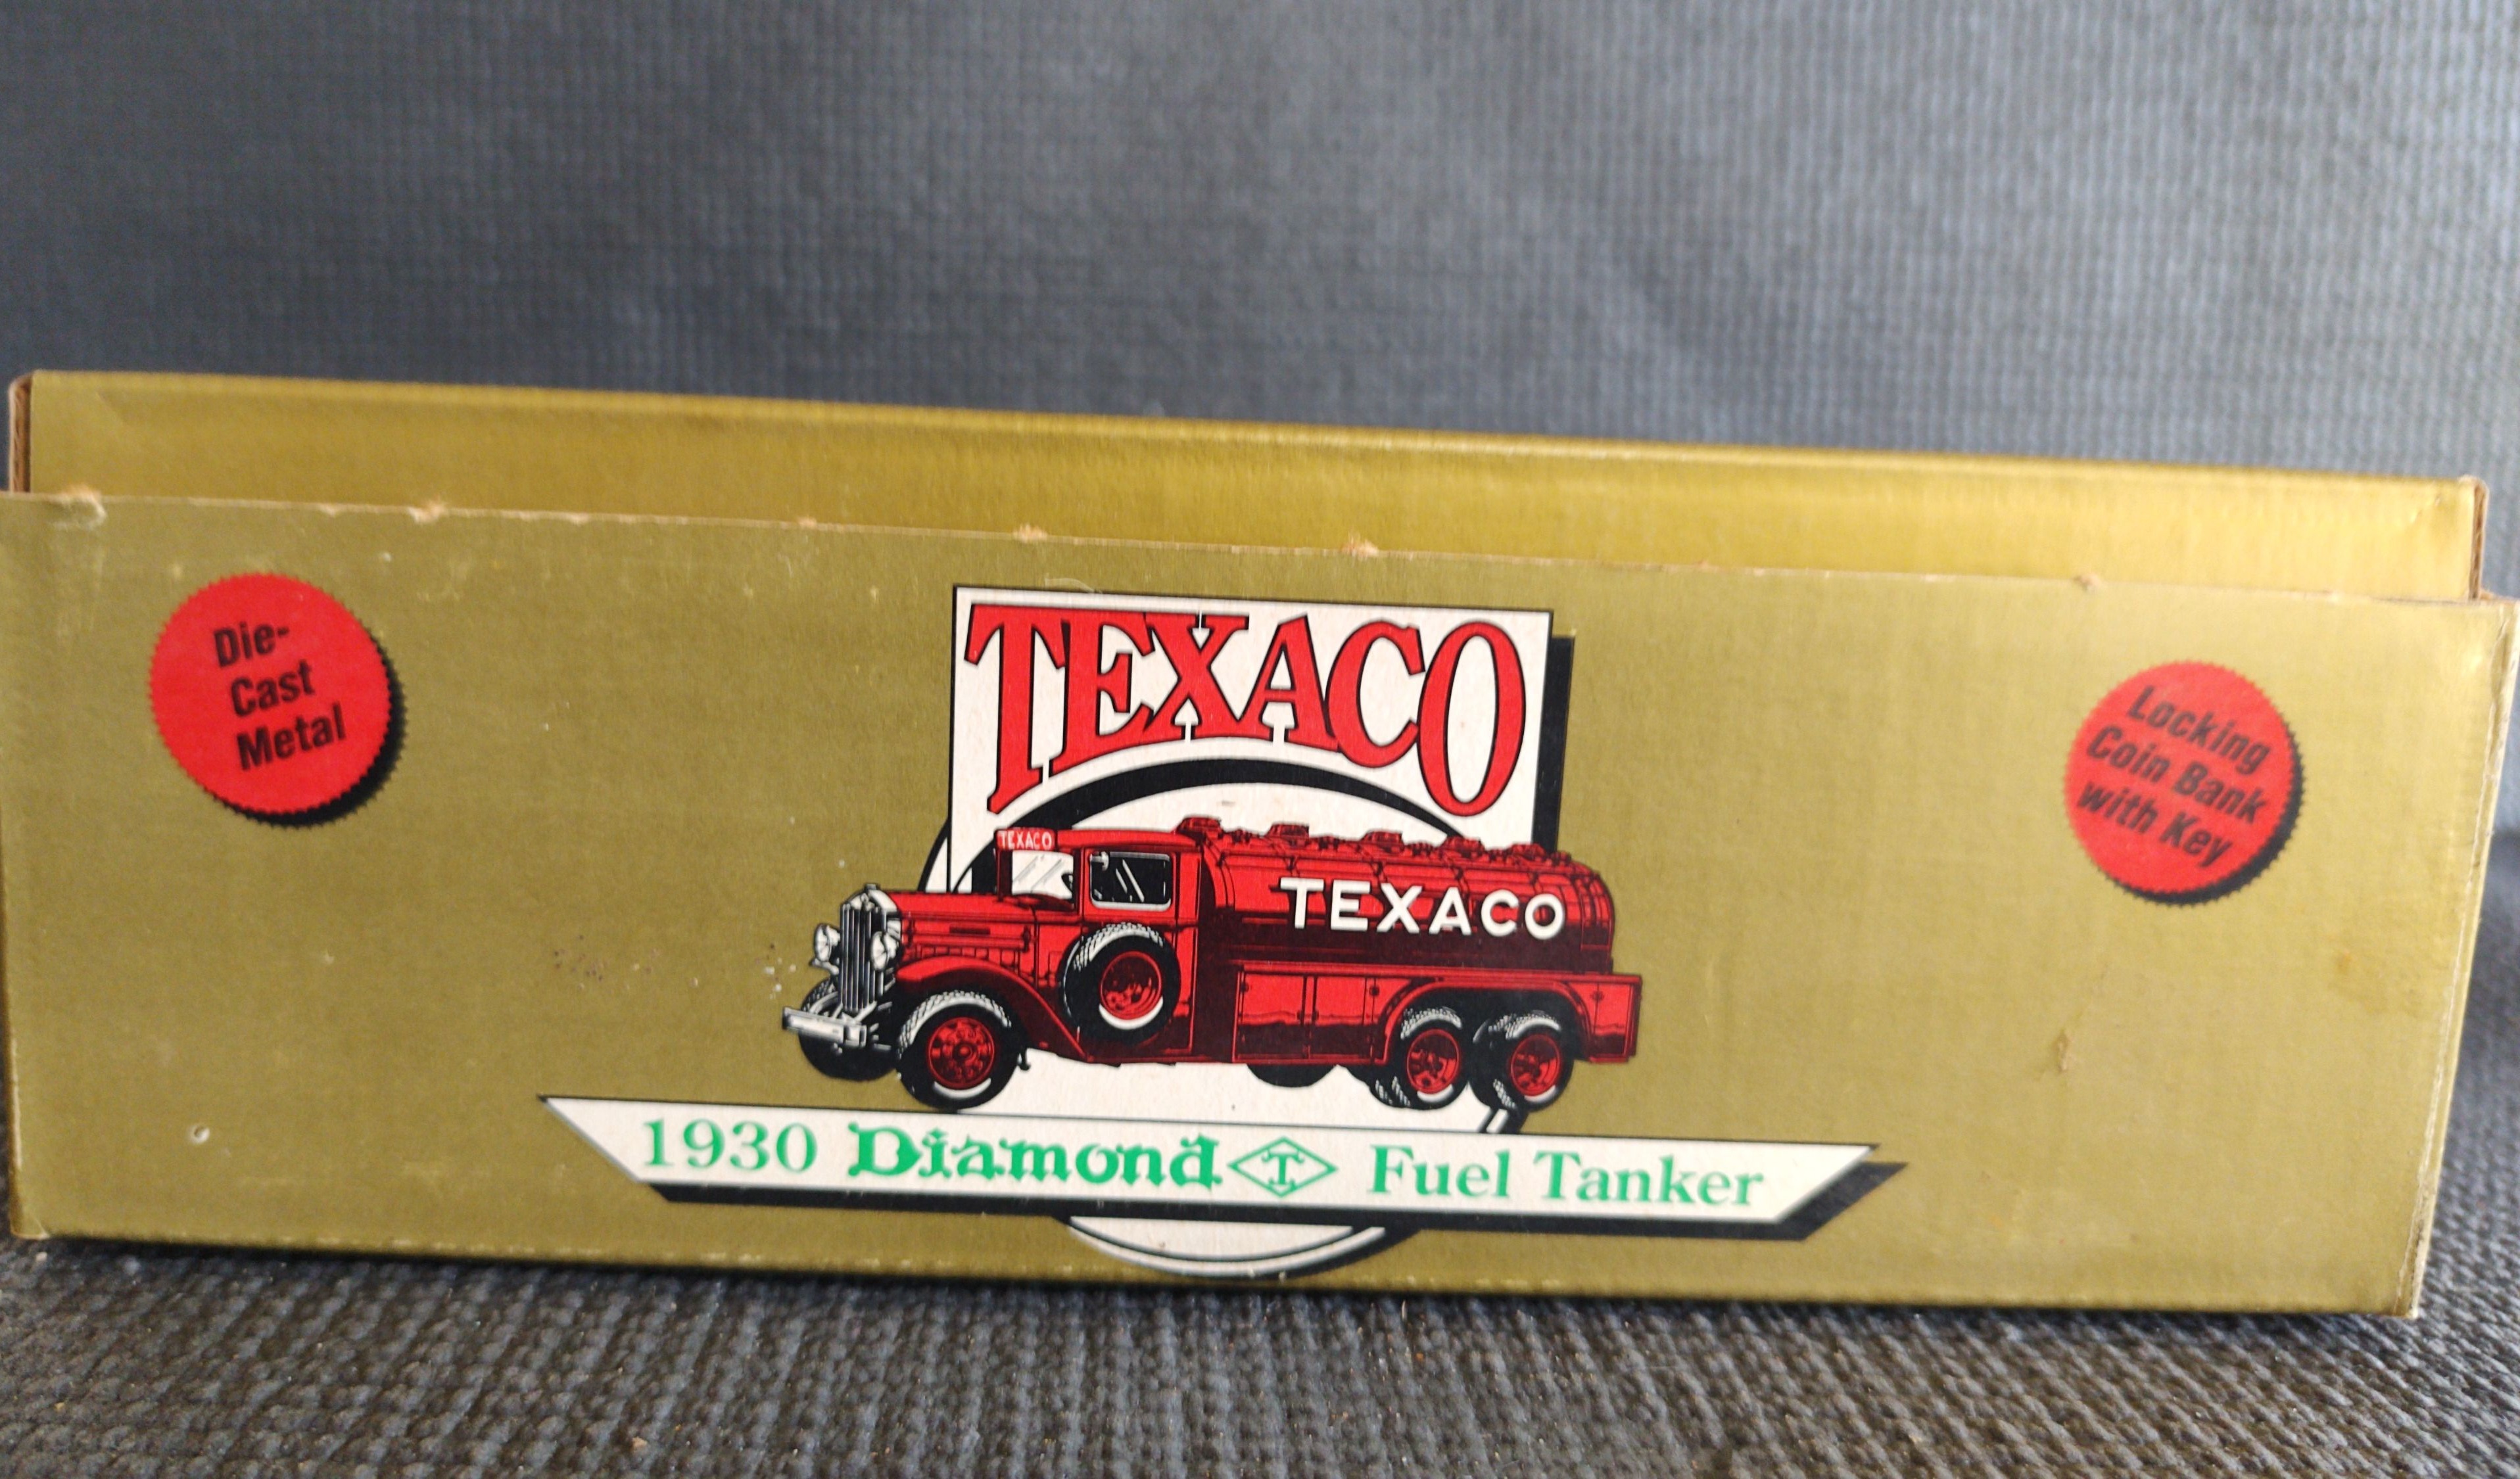 TEXACO
Die-
Cast
Metal
Locking
Coin Bank
with Key
TEXACO
TEXACO
1930 Diamond T Fuel Tanker